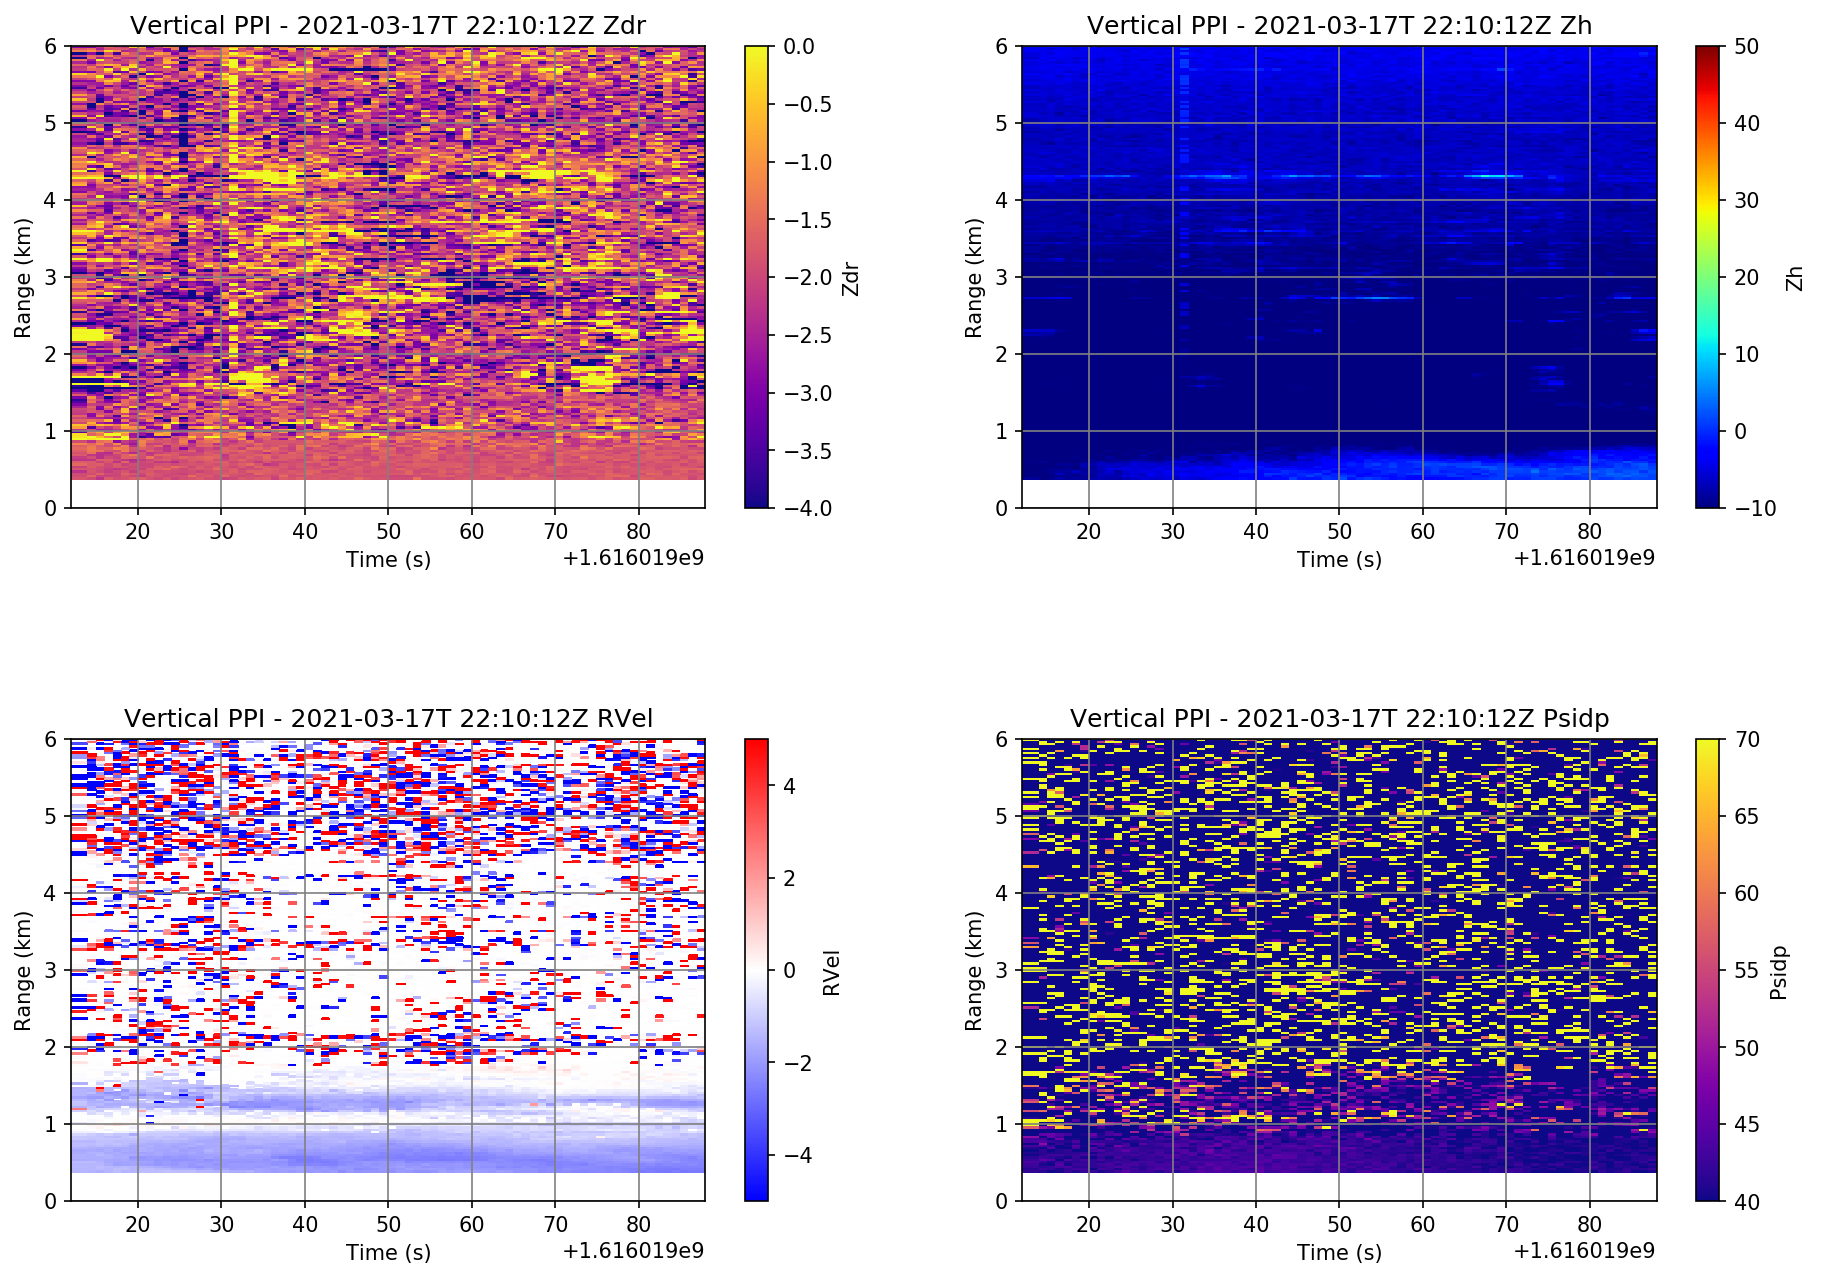 Vertical PPI - 2021-03-17T 22:10:12Z Zdr
6
5
4
3
2
1
0
Range (km)
20 30 40 50 60 70 80
Time (s)
+1.616019e9
0.0
−0.5
−1.0
−1.5
−2.0
−2.5
−3.0
−3.5
−4.0
Zdr
Vertical PPI - 2021-03-17T 22:10:12Z Zh
6
5
4
3
2
1
0
Range (km)
20 30 40 50 60 70 80
Time (s)
+1.616019e9
50
40
30
20
10
0
−10
Zh
Vertical PPI - 2021-03-17T 22:10:12Z RVel
6
5
4
3
2
1
0
Range (km)
20 30 40 50 60 70 80
Time (s)
+1.616019e9
4
2
0
−2
−4
RVel
Vertical PPI - 2021-03-17T 22:10:12Z Psidp
6
5
4
3
2
1
0
Range (km)
20 30 40 50 60 70 80
Time (s)
+1.616019e9
70
65
60
55
50
45
40
Psidp